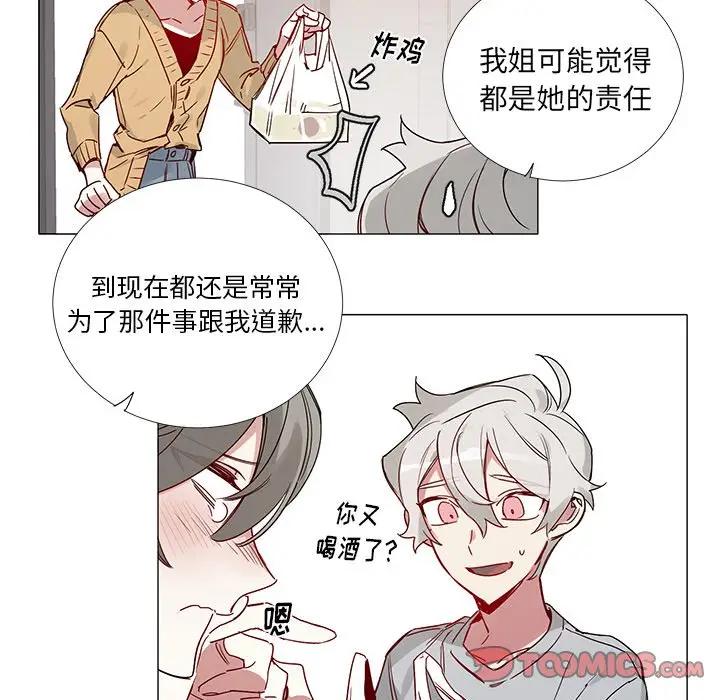 炸鸡
我姐可能觉得
都是她的责任
到现在都还是常常
为了那件事跟我道歉...
你又
喝酒了?
嗯
TOOMICS.COM